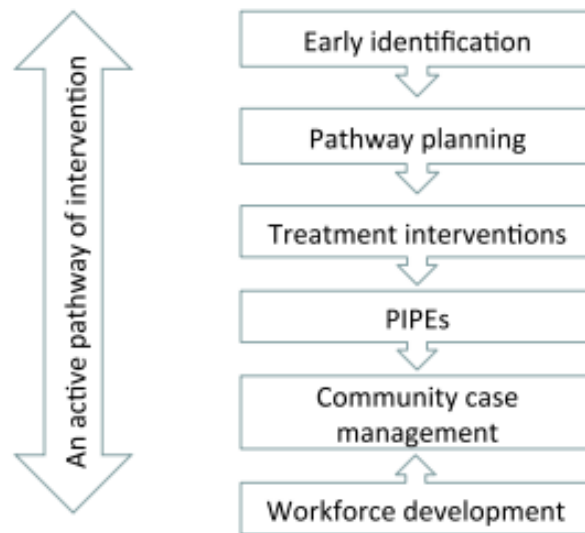 An active pathway of intervention
Early identification
Pathway planning
Treatment interventions
PIPEs
Community case
management
Workforce development